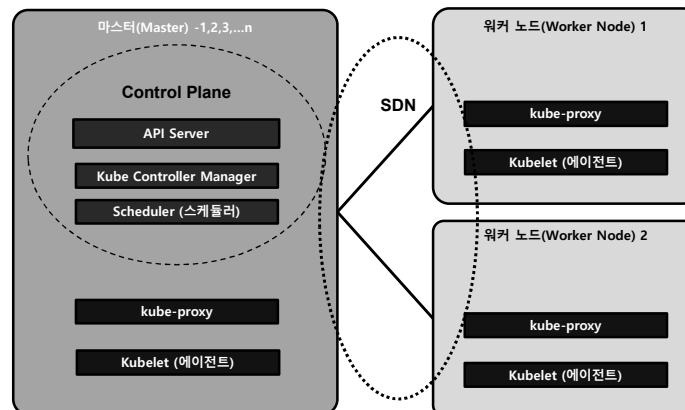 마스터(Master) -1,2,3,...n
Control Plane
API Server
Kube Controller Manager
Scheduler (스케듈러)
kube-proxy
Kubelet (에이전트)
SDN
워커 노드(Worker Node) 1
kube-proxy
Kubelet (에이전트)
워커 노드(Worker Node) 2
kube-proxy
Kubelet (에이전트)